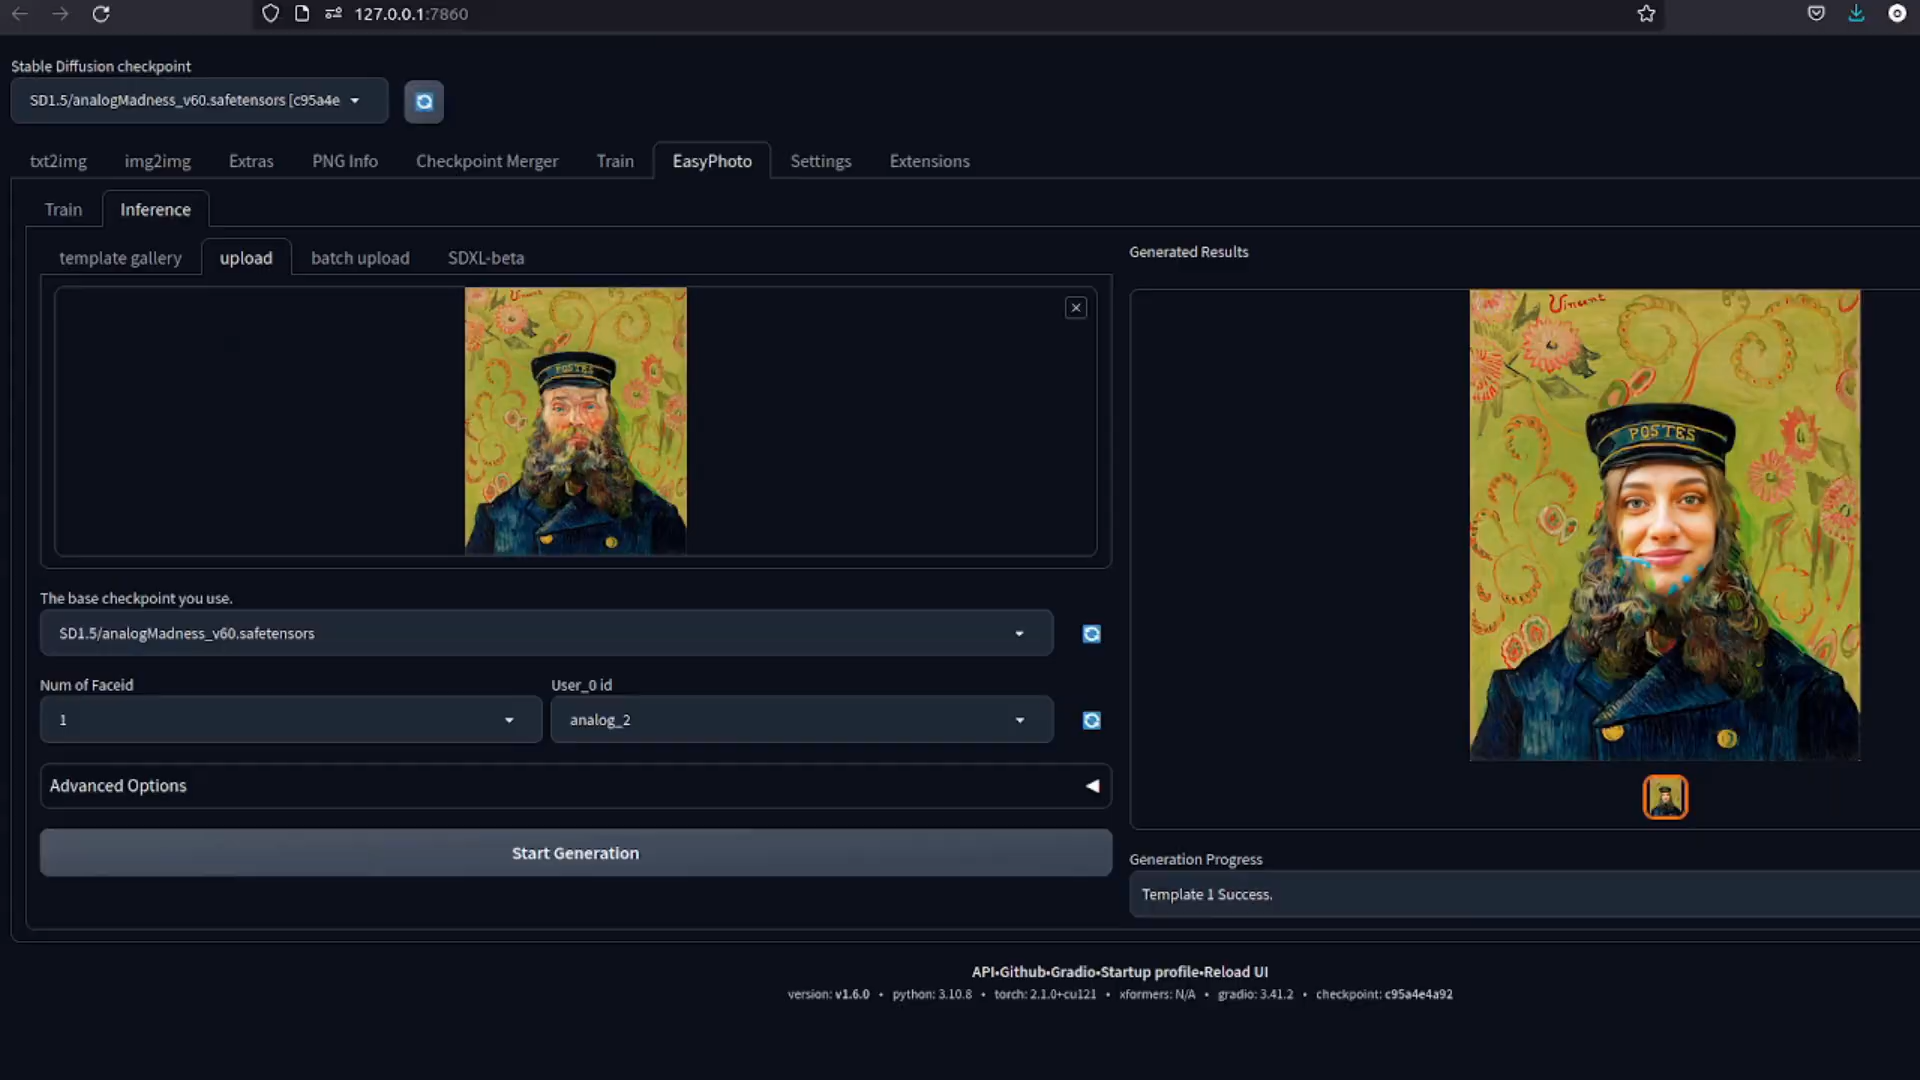 127.0.0.1:7860
Stable Diffusion checkpoint
SD1.5/analogMadness_v60.safetensors [c95a4e
txt2img img2img Extras PNG Info Checkpoint Merger Train EasyPhoto Settings Extensions
Train Inference
template gallery upload batch upload SDXL-beta
Generated Results
Vincent
POSTES
Vincent
POSTES
The base checkpoint you use.
SD1.5/analogMadness_v60.safetensors
Num of Faceid User_0 id
1 analog_2
Advanced Options
Start Generation
Generation Progress
Template 1 Success.
API•Github•Gradio•Startup profile•Reload UI
version: v1.6.0 • python: 3.10.8 • torch: 2.1.0+cu121 • xformers: N/A • gradio: 3.41.2 • checkpoint: c95a4e4a92